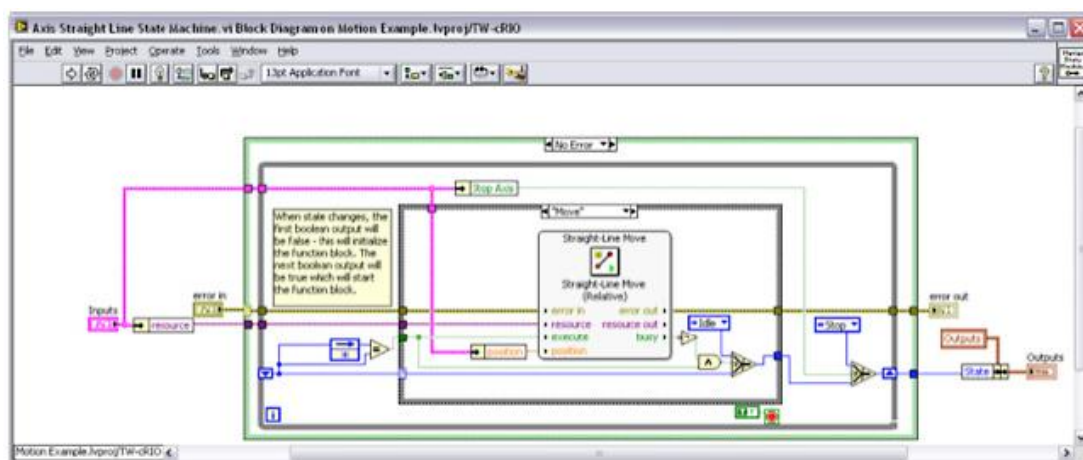 Axis Straight Line State Machine.vi Block Diagram on Motion Example.lvproj/TW-cRIO
File Edit View Project Operate Tools Window Help
13pt Application Font
No Error
Stop Axis
When state changes, the
first boolean output will
be false - this will initialize
the function block. The
next boolean output will
be true which will start
the function block.
"Move"
Straight-Line Move
Straight-Line Move
(Relative)
error in error out
resource resource out
execute busy
position
Inputs
resource
error in
position
Idle
Stop
error out
Outputs
State
Outputs
i
Motion Example.lvproj/TW-cRIO